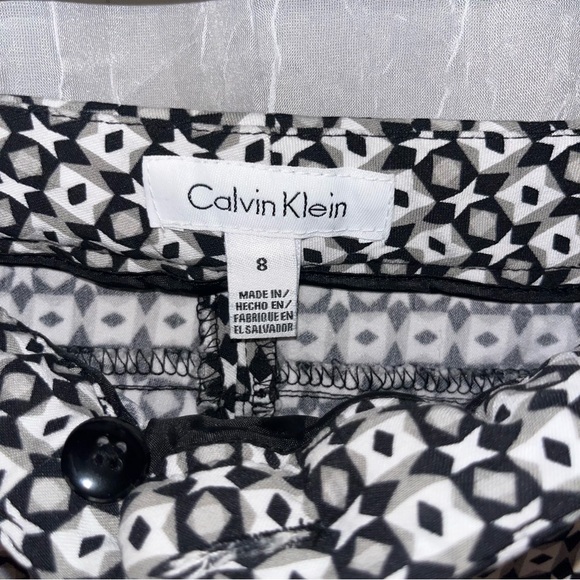 Calvin Klein
8
MADE IN/
HECHO EN/
FABRIQUE EN
EL SALVADOR